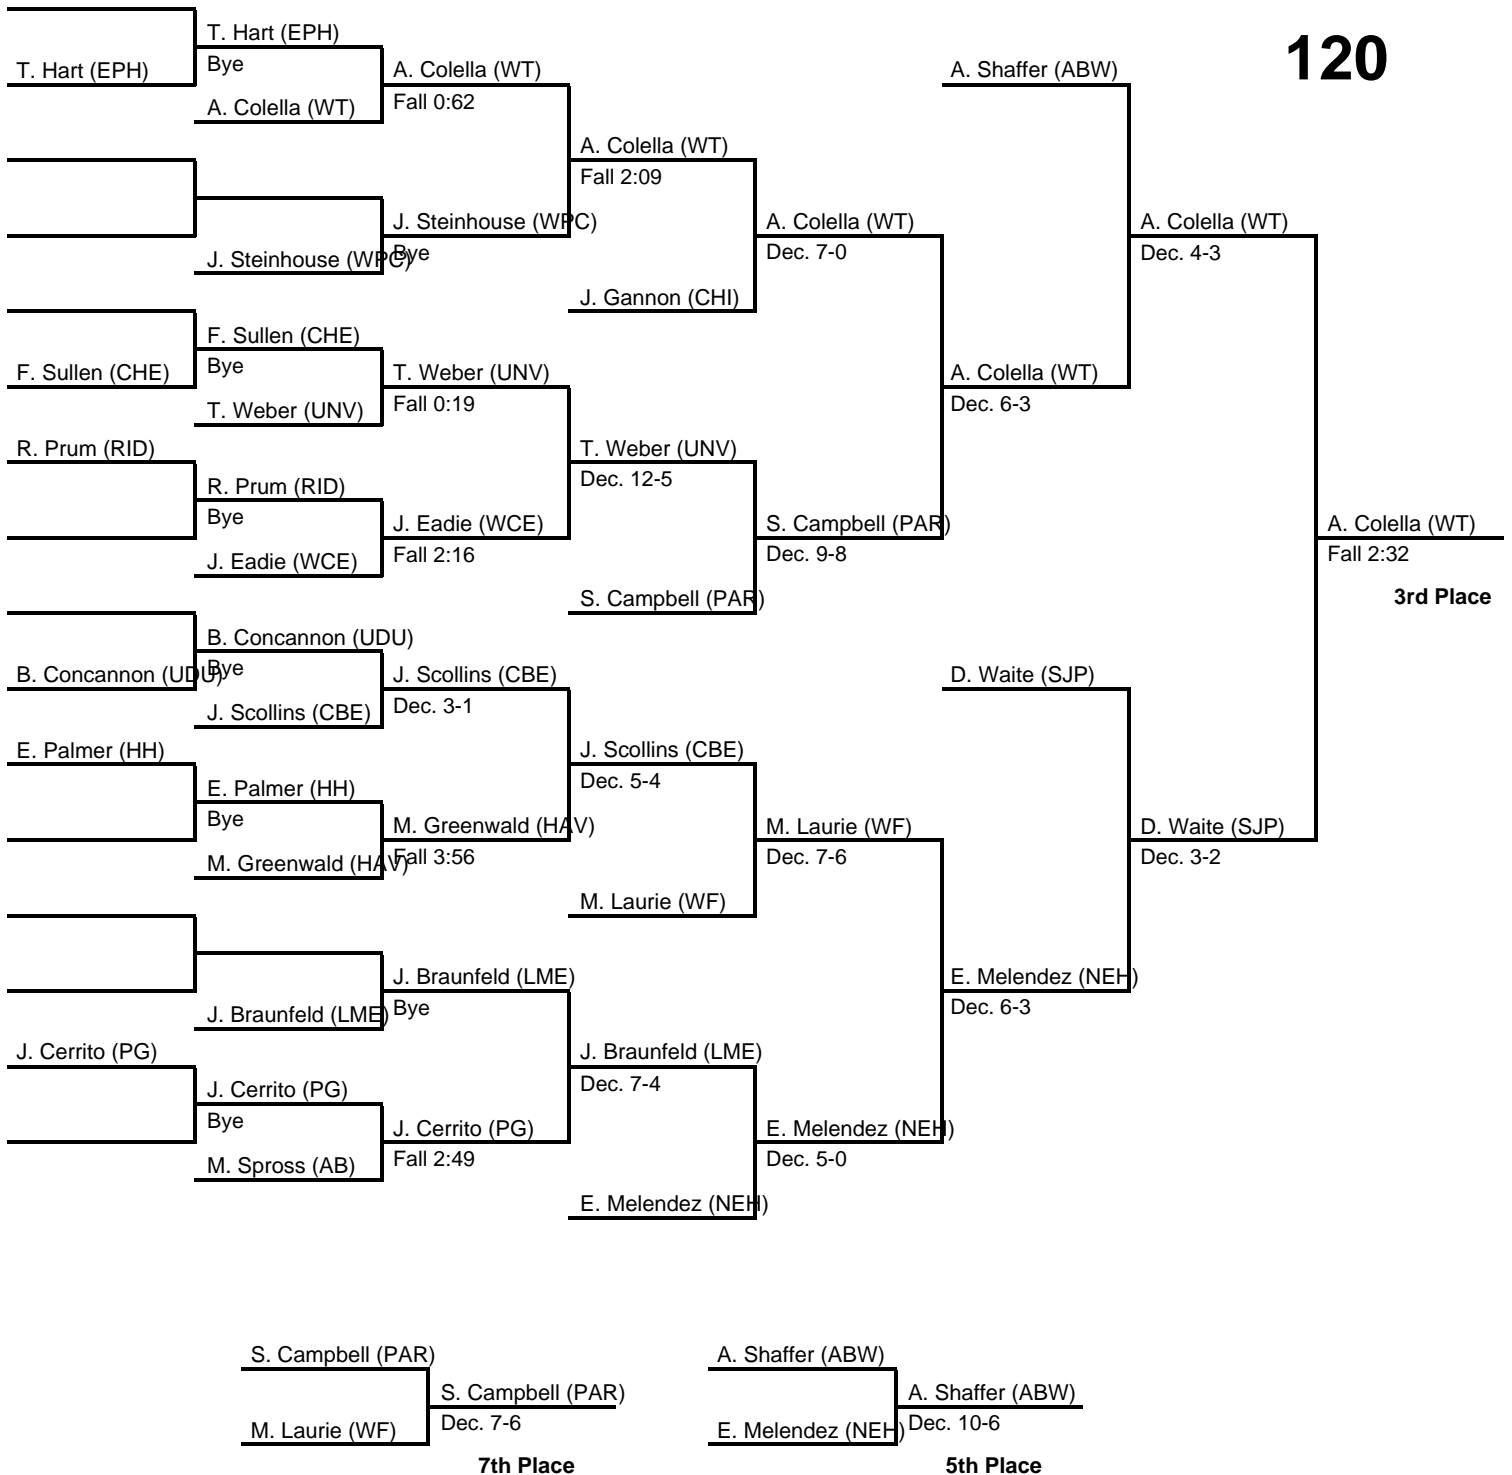 120
T. Hart (EPH)
T. Hart (EPH)
Bye
A. Colella (WT)
A. Colella (WT)
Fall 0:62
J. Steinhouse (WPC)
J. Steinhouse (WPC)
Bye
A. Colella (WT)
Fall 2:09
J. Gannon (CHI)
A. Colella (WT)
Dec. 7-0
F. Sullen (CHE)
F. Sullen (CHE)
Bye
T. Weber (UNV)
T. Weber (UNV)
Fall 0:19
R. Prum (RID)
R. Prum (RID)
Bye
J. Eadie (WCE)
J. Eadie (WCE)
Fall 2:16
T. Weber (UNV)
Dec. 12-5
S. Campbell (PAR)
S. Campbell (PAR)
Dec. 9-8
A. Colella (WT)
Dec. 6-3
A. Shaffer (ABW)
A. Colella (WT)
Dec. 4-3
B. Concannon (UDU)
B. Concannon (UDU)
Bye
J. Scollins (CBE)
J. Scollins (CBE)
Dec. 3-1
E. Palmer (HH)
E. Palmer (HH)
Bye
M. Greenwald (HAV)
M. Greenwald (HAV)
Fall 3:56
J. Scollins (CBE)
Dec. 5-4
M. Laurie (WF)
M. Laurie (WF)
Dec. 7-6
J. Braunfeld (LME)
J. Braunfeld (LME)
Bye
J. Cerrito (PG)
J. Cerrito (PG)
Bye
M. Spross (AB)
J. Cerrito (PG)
Fall 2:49
J. Braunfeld (LME)
Dec. 7-4
E. Melendez (NEH)
E. Melendez (NEH)
Dec. 5-0
E. Melendez (NEH)
Dec. 6-3
D. Waite (SJP)
D. Waite (SJP)
Dec. 3-2
A. Colella (WT)
Fall 2:32
3rd Place
S. Campbell (PAR)
M. Laurie (WF)
S. Campbell (PAR)
Dec. 7-6
7th Place
A. Shaffer (ABW)
E. Melendez (NEH)
A. Shaffer (ABW)
Dec. 10-6
5th Place